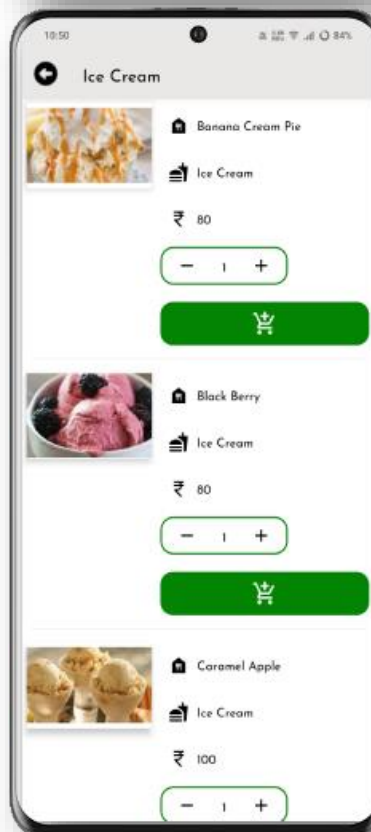 10:50
84%
Ice Cream
Banana Cream Pie
Ice Cream
₹ 80
− 1 +
Black Berry
Ice Cream
₹ 80
− 1 +
Caramel Apple
Ice Cream
₹ 100
− 1 +